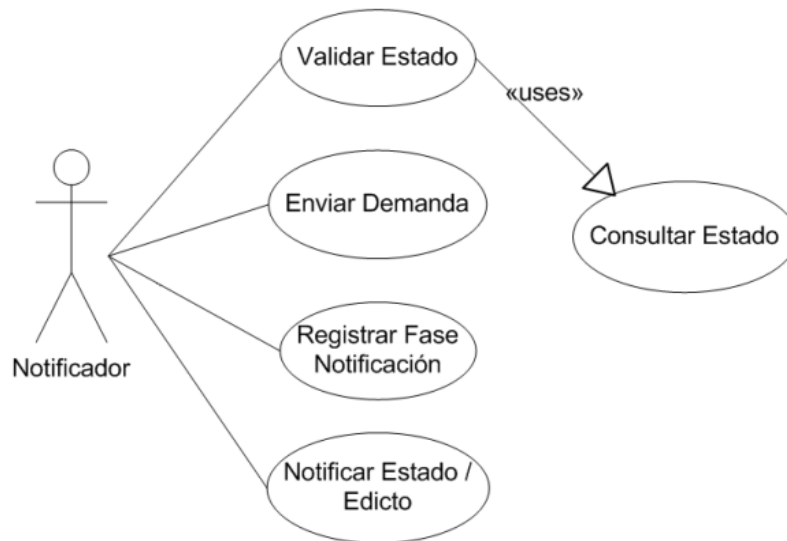 Validar Estado
«uses»
Enviar Demanda
Consultar Estado
Registrar Fase
Notificación
Notificador
Notificar Estado /
Edicto